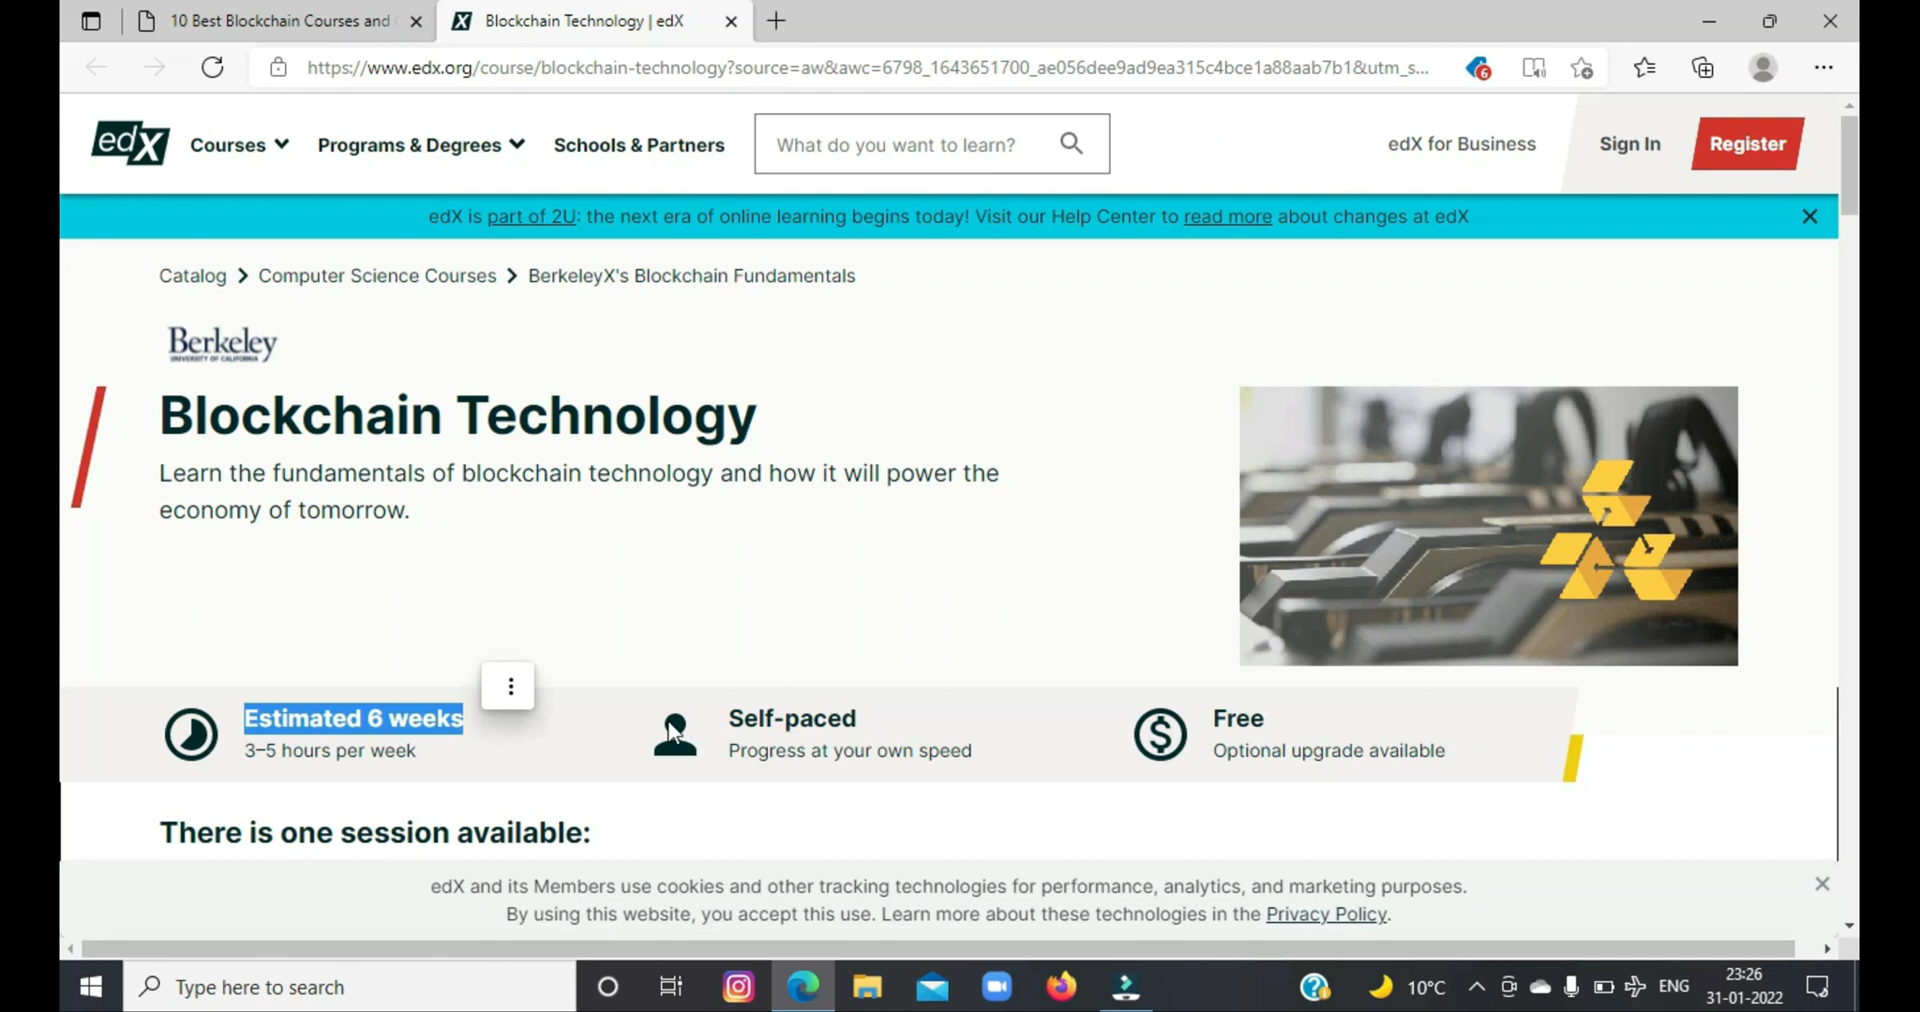 10 Best Blockchain Courses and
Blockchain Technology | edX
https://www.edx.org/course/blockchain-technology?source=aw&awc=6798_1643651700_ae056dee9ad9ea315c4bce1a88aab7b1&utm_s...
6
edX
Courses
Programs & Degrees
Schools & Partners
What do you want to learn?
edX for Business
Sign In
Register
edX is part of 2U: the next era of online learning begins today! Visit our Help Center to read more about changes at edX
Catalog > Computer Science Courses > BerkeleyX's Blockchain Fundamentals
Berkeley
UNIVERSITY OF CALIFORNIA
Blockchain Technology
Learn the fundamentals of blockchain technology and how it will power the
economy of tomorrow.
Estimated 6 weeks
3–5 hours per week
Self-paced
Progress at your own speed
Free
Optional upgrade available
There is one session available:
edX and its Members use cookies and other tracking technologies for performance, analytics, and marketing purposes.
By using this website, you accept this use. Learn more about these technologies in the Privacy Policy.
Type here to search
10°C
ENG
23:26
31-01-2022